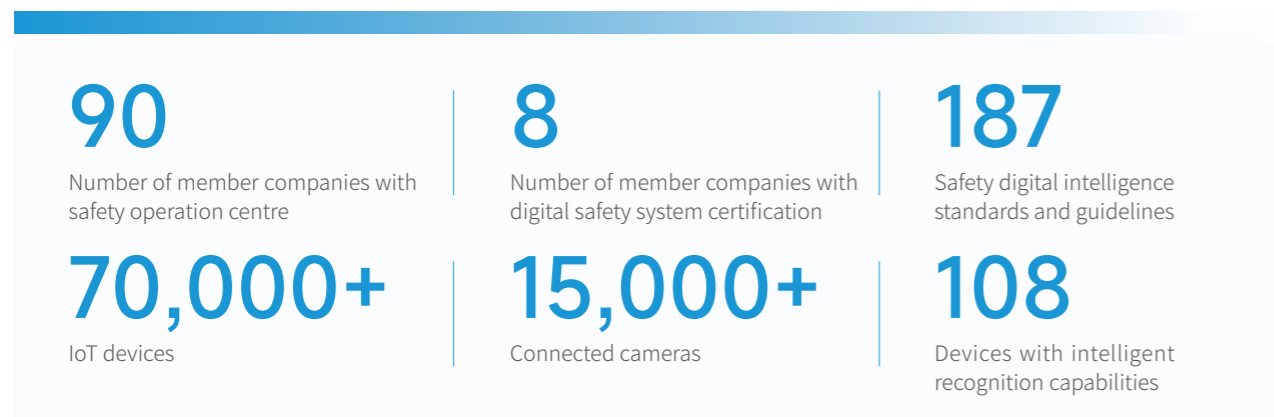 90
Number of member companies with
safety operation centre
8
Number of member companies with
digital safety system certification
187
Safety digital intelligence
standards and guidelines
70,000+
IoT devices
15,000+
Connected cameras
108
Devices with intelligent
recognition capabilities